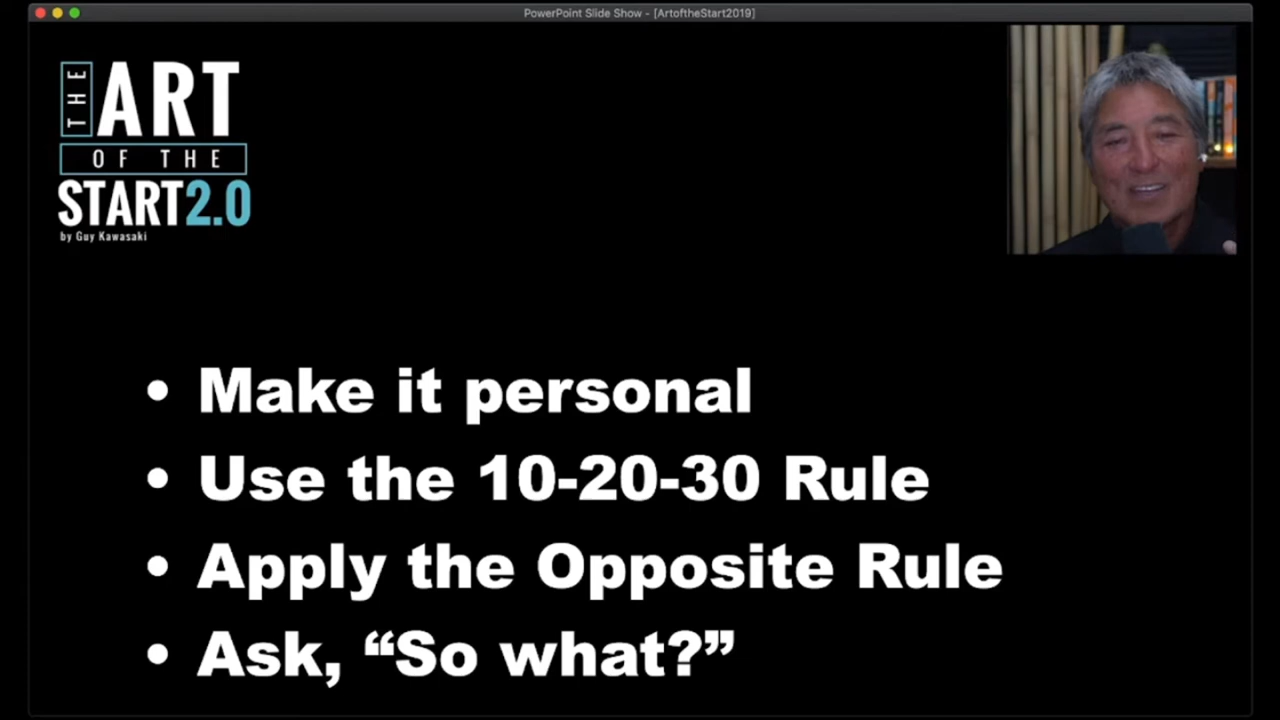 PowerPoint Slide Show - [ArtoftheStart2019]
THE ART
OF THE
START2.0
by Guy Kawasaki
• Make it personal
• Use the 10-20-30 Rule
• Apply the Opposite Rule
• Ask, “So what?”